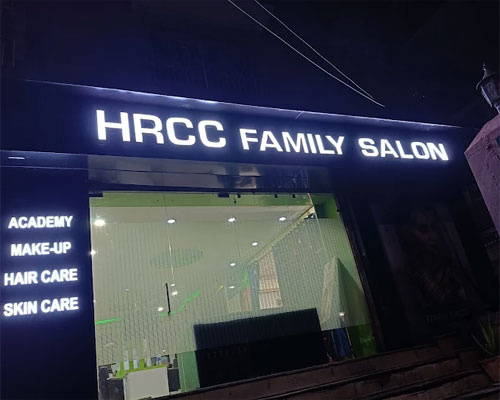 HRCC FAMILY SALON
ACADEMY
MAKE-UP
HAIR CARE
SKIN CARE